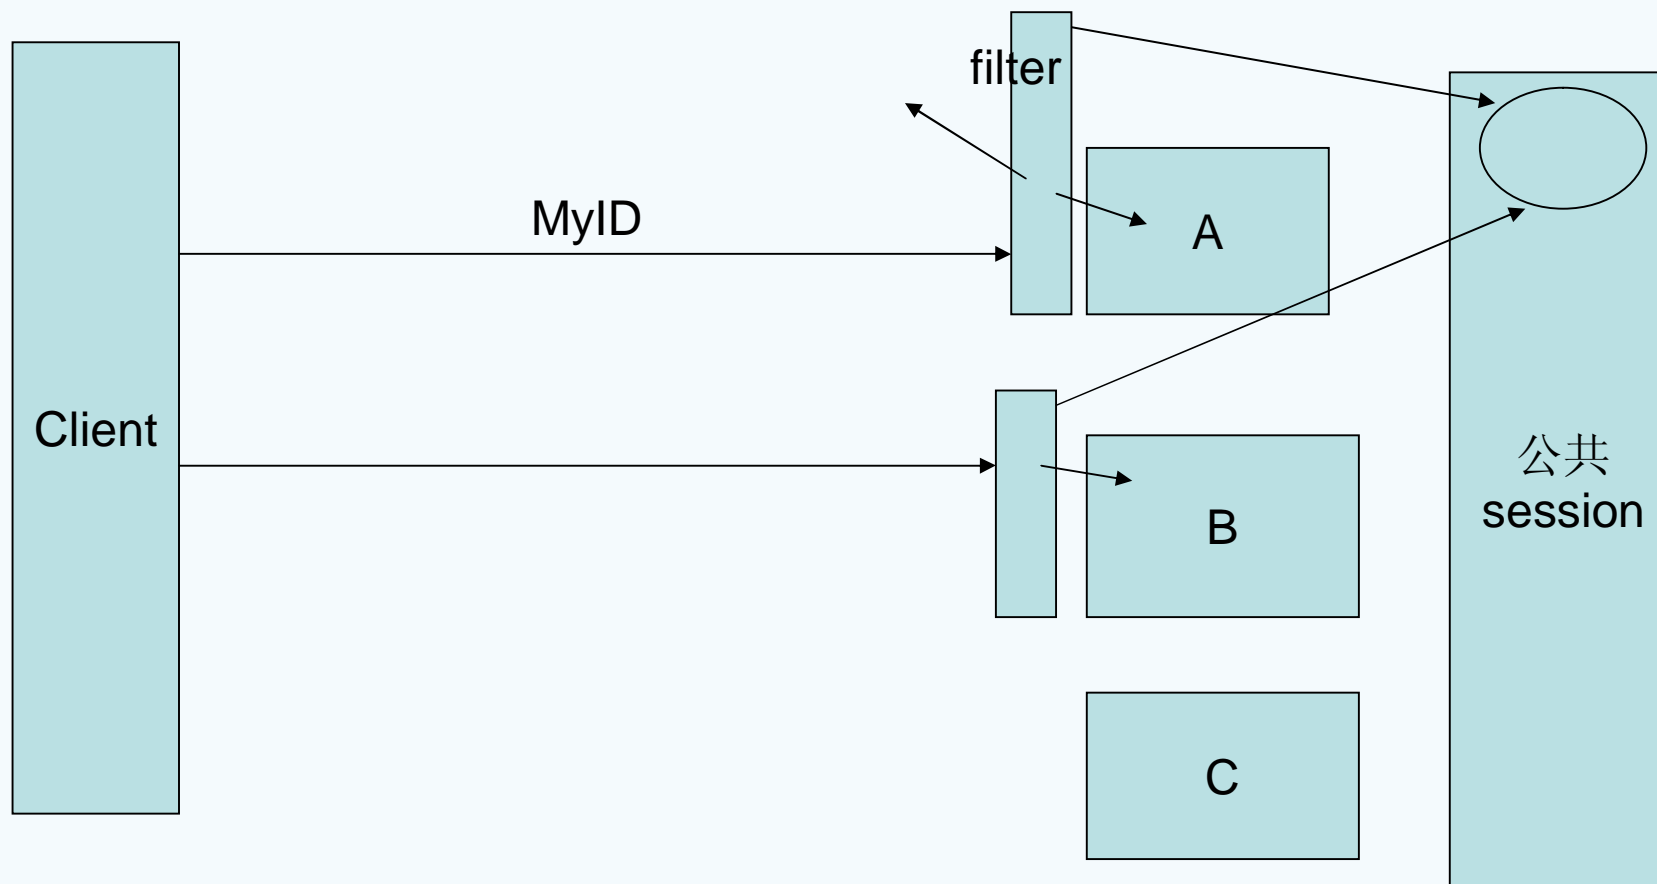 filter
MyID
A
Client
公共
session
B
C